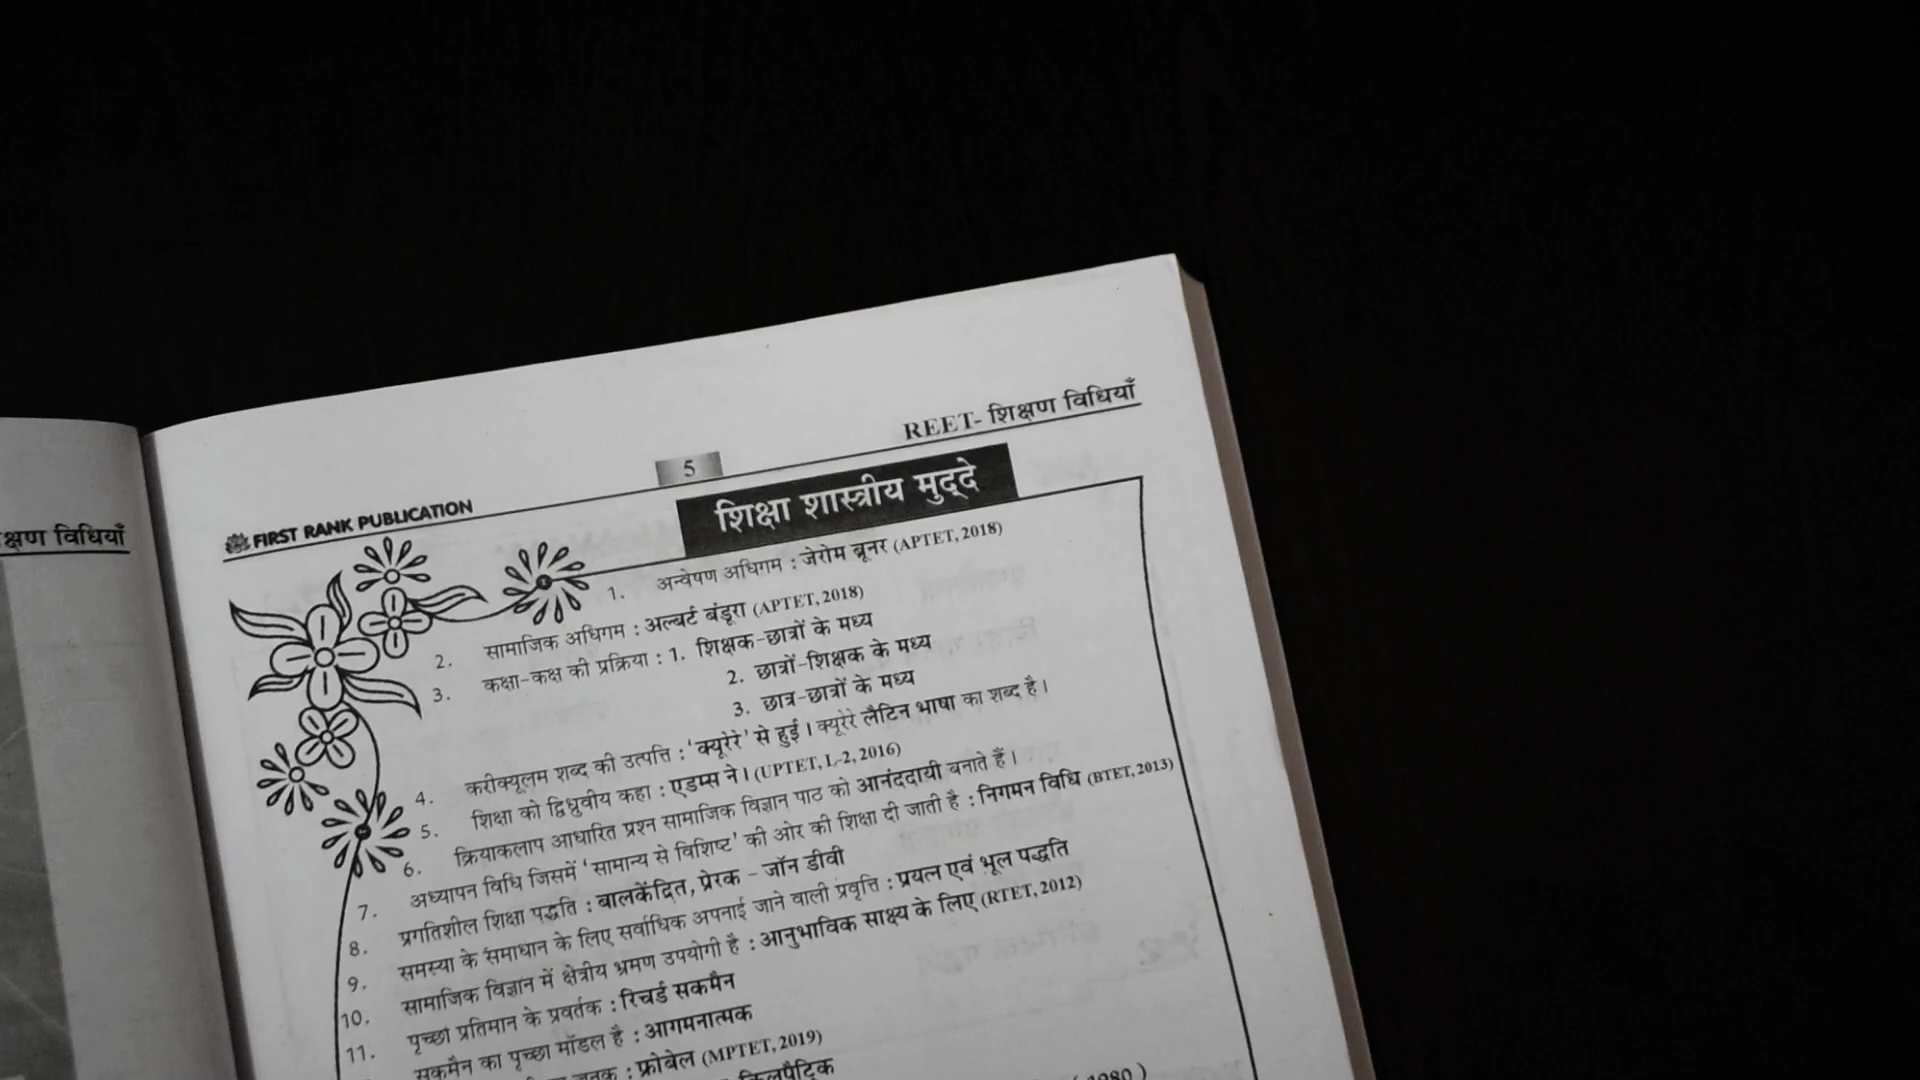 क्षण विधियाँ
REET- शिक्षण विधियाँ
5
FIRST RANK PUBLICATION
शिक्षा शास्त्रीय मुद्दे
1. अन्वेषण अधिगम : जेरोम ब्रूनर (APTET, 2018)
2. सामाजिक अधिगम : अल्बर्ट बंडूरा (APTET, 2018)
3. कक्षा-कक्ष की प्रक्रिया : 1. शिक्षक-छात्रों के मध्य
2. छात्रों-शिक्षक के मध्य
3. छात्र-छात्रों के मध्य
4. करीक्यूलम शब्द की उत्पत्ति : 'क्यूरेरे' से हुई। क्यूरेरे लैटिन भाषा का शब्द है।
5. शिक्षा को द्विध्रुवीय कहा : एडम्स ने। (UPTET, L-2, 2016)
6. क्रियाकलाप आधारित प्रश्न सामाजिक विज्ञान पाठ को आनंददायी बनाते हैं।
7. अध्यापन विधि जिसमें 'सामान्य से विशिष्ट' की ओर की शिक्षा दी जाती है : निगमन विधि (BTET, 2013)
8. प्रगतिशील शिक्षा पद्धति : बालकेंद्रित, प्रेरक - जॉन डीवी
9. समस्या के समाधान के लिए सर्वाधिक अपनाई जाने वाली प्रवृत्ति : प्रयत्न एवं भूल पद्धति
10. सामाजिक विज्ञान में क्षेत्रीय भ्रमण उपयोगी है : आनुभाविक साक्ष्य के लिए (RTET, 2012)
11. पृच्छा प्रतिमान के प्रवर्तक : रिचर्ड सकमैन
सकमैन का पृच्छा मॉडल है : आगमनात्मक
जनक : फ्रोबेल (MPTET, 2019)
किलपैट्रिक
1980 )